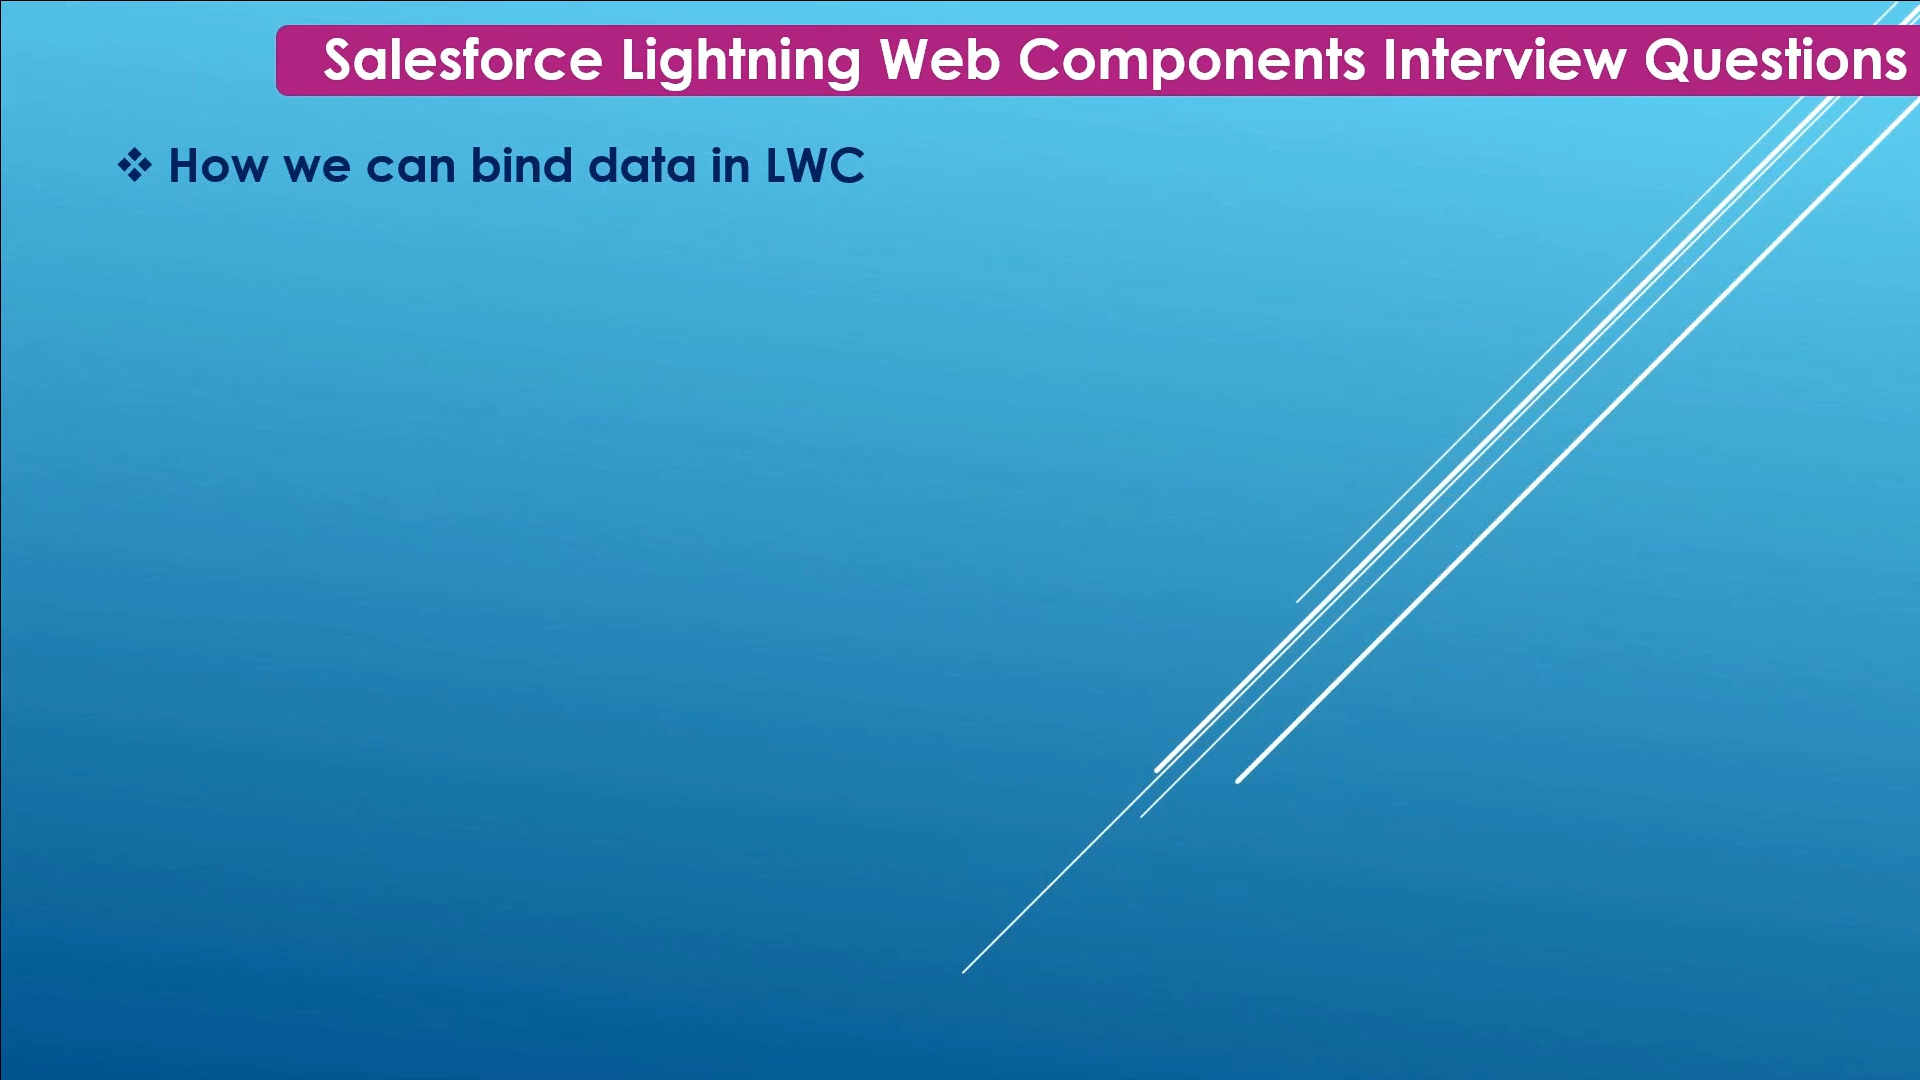 Salesforce Lightning Web Components Interview Questions
❖ How we can bind data in LWC